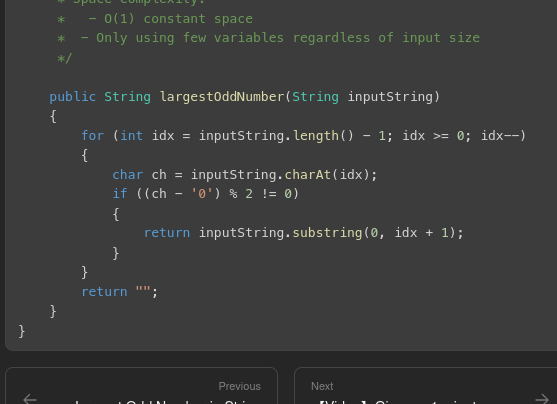 * Space complexity:
*   - O(1) constant space
*  - Only using few variables regardless of input size
*/
public String largestOddNumber(String inputString)
{
for (int idx = inputString.length() - 1; idx >= 0; idx--)
{
char ch = inputString.charAt(idx);
if ((ch - '0') % 2 != 0)
{
return inputString.substring(0, idx + 1);
}
}
return "";
}
}
Previous
Next